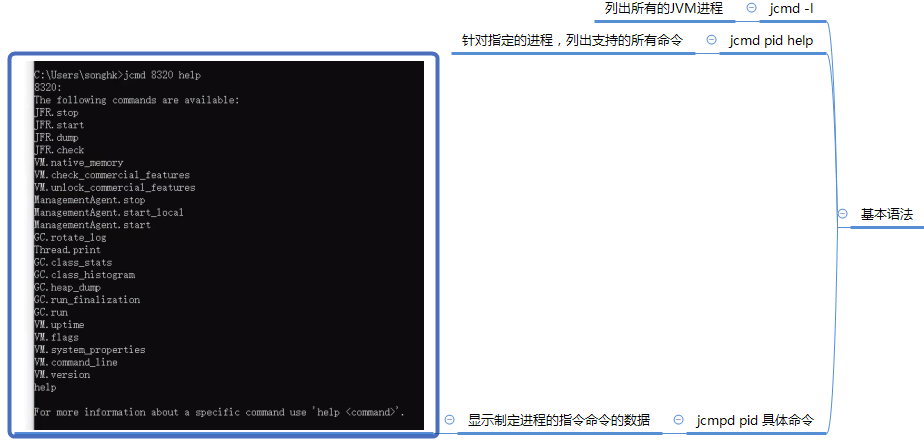 列出所有的JVM进程
jcmd -l
针对指定的进程，列出支持的所有命令
jcmd pid help
C:\Users\songhk>jcmd 8320 help
8320:
The following commands are available:
JFR.stop
JFR.start
JFR.dump
JFR.check
VM.native_memory
VM.check_commercial_features
VM.unlock_commercial_features
ManagementAgent.stop
ManagementAgent.start_local
ManagementAgent.start
GC.rotate_log
Thread.print
GC.class_stats
GC.class_histogram
GC.heap_dump
GC.run_finalization
GC.run
VM.uptime
VM.flags
VM.system_properties
VM.command_line
VM.version
help
For more information about a specific command use 'help <command>'.
基本语法
显示制定进程的指令命令的数据
jcmpd pid 具体命令